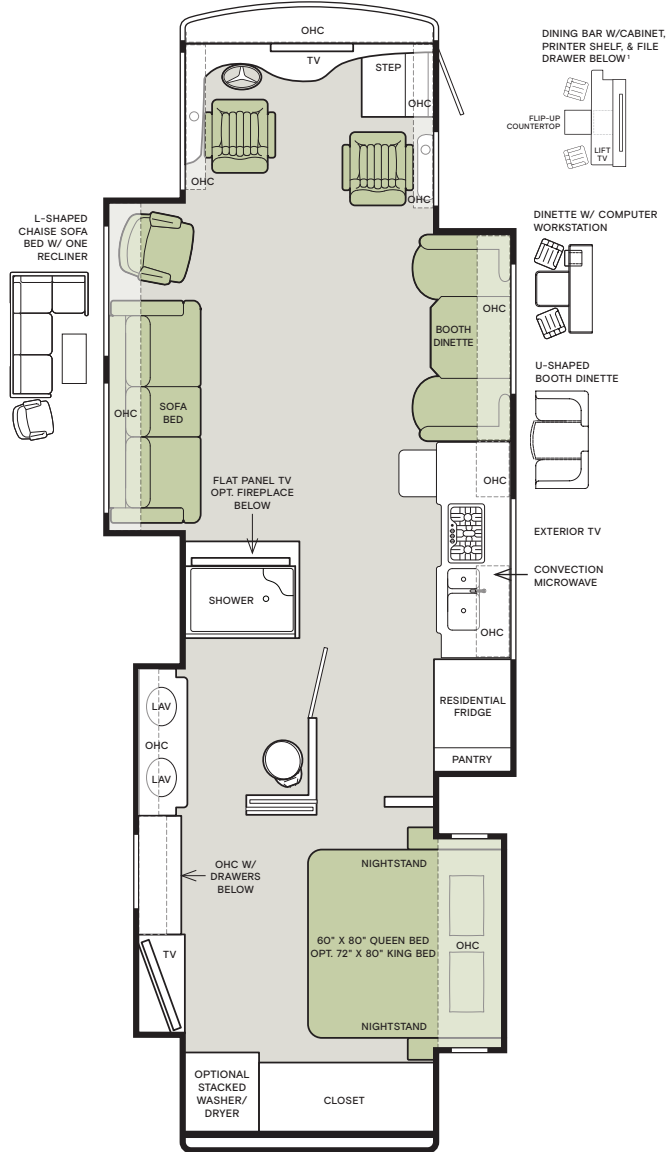 OHC
TV
STEP
OHC
OHC
OHC
DINING BAR W/CABINET,
PRINTER SHELF, & FILE
DRAWER BELOW¹
FLIP-UP
COUNTERTOP
LIFT
TV
L-SHAPED
CHAISE SOFA
BED W/ ONE
RECLINER
DINETTE W/ COMPUTER
WORKSTATION
OHC
BOOTH
DINETTE
U-SHAPED
BOOTH DINETTE
OHC
SOFA
BED
FLAT PANEL TV
OPT. FIREPLACE
BELOW
OHC
EXTERIOR TV
CONVECTION
MICROWAVE
SHOWER
OHC
LAV
OHC
LAV
RESIDENTIAL
FRIDGE
PANTRY
OHC W/
DRAWERS
BELOW
NIGHTSTAND
60" X 80" QUEEN BED
OPT. 72" X 80" KING BED
OHC
TV
NIGHTSTAND
OPTIONAL
STACKED
WASHER/
DRYER
CLOSET